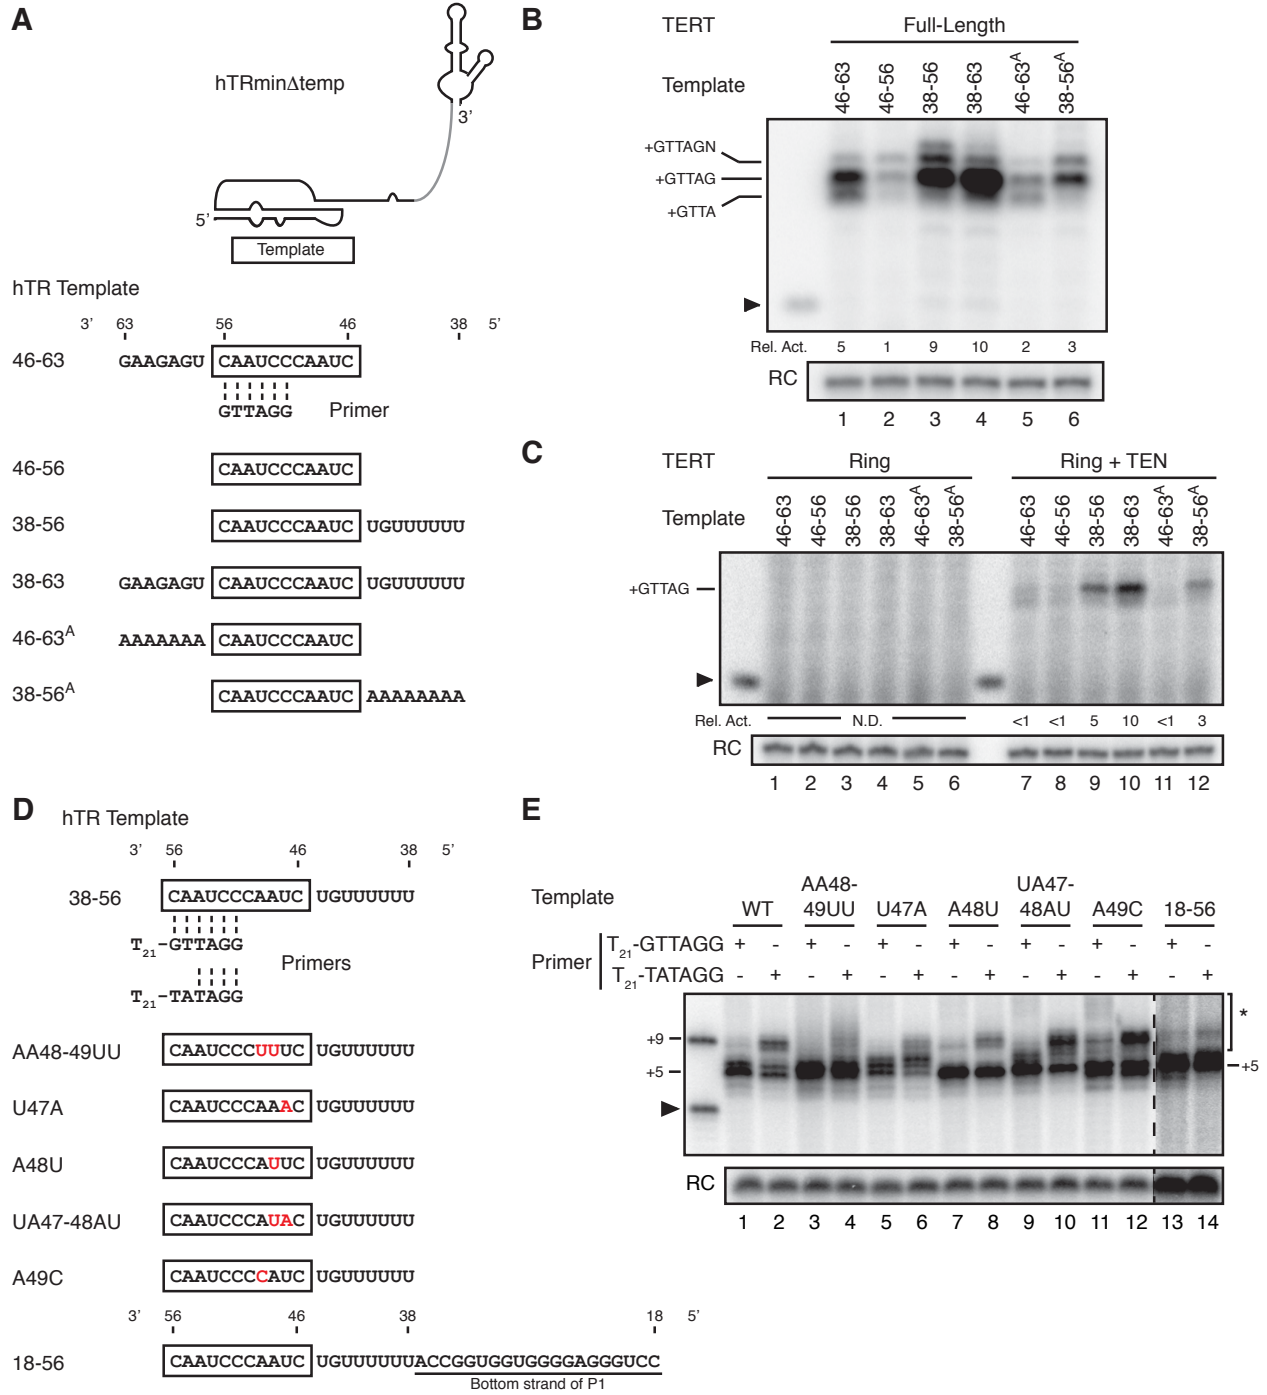 A
hTRminΔtemp
3’
5’
Template
hTR Template
3’ 63 56 46 38 5’
46-63 GAAGAGU CAAUCCCAAUC
GTTAGG Primer
46-56 CAAUCCCAAUC
38-56 CAAUCCCAAUC UGUUUUUU
38-63 GAAGAGU CAAUCCCAAUC UGUUUUUU
46-63A AAAAAAA CAAUCCCAAUC
38-56A CAAUCCCAAUC AAAAAAAA
B
TERT Full-Length
Template 46-63 46-56 38-56 38-63 46-63A 38-56A
+GTTAGN
+GTTAG
+GTTA
Rel. Act. 5 1 9 10 2 3
RC
1 2 3 4 5 6
C
TERT Ring Ring + TEN
Template 46-63 46-56 38-56 38-63 46-63A 38-56A 46-63 46-56 38-56 38-63 46-63A 38-56A
+GTTAG
Rel. Act. N.D. <1 <1 5 10 <1 3
RC
1 2 3 4 5 6 7 8 9 10 11 12
D
hTR Template
3’ 56 46 38 5’
38-56 CAAUCCCAAUC UGUUUUUU
T21-GTTAGG
Primers
T21-TATAGG
AA48-49UU CAAUCCCUUUC UGUUUUUU
U47A CAAUCCCAAAC UGUUUUUU
A48U CAAUCCCAUUC UGUUUUUU
UA47-48AU CAAUCCCAUAC UGUUUUUU
A49C CAAUCCCCAUC UGUUUUUU
3’ 56 46 38 18 5’
18-56 CAAUCCCAAUC UGUUUUUUACCGGUGGUGGGGAGGGUCC
Bottom strand of P1
E
Template WT AA48-49UU U47A A48U UA47-48AU A49C 18-56
Primer T21-GTTAGG + - + - + - + - + - + - + -
T21-TATAGG - + - + - + - + - + - + - +
*
+9
+5 +5
RC
1 2 3 4 5 6 7 8 9 10 11 12 13 14